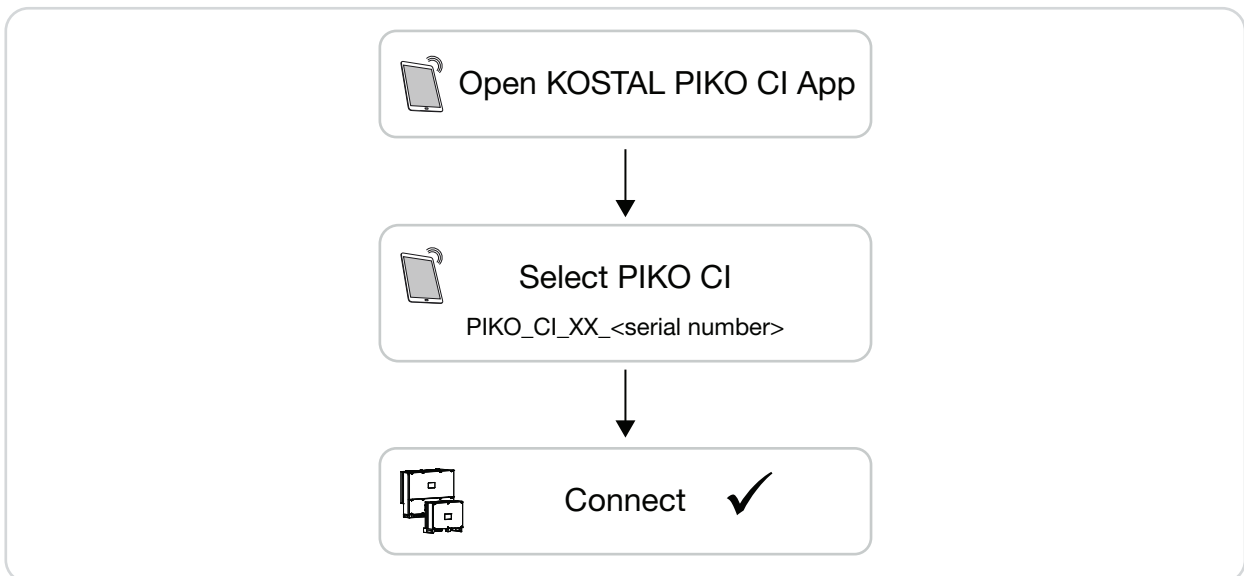 Open KOSTAL PIKO CI App
Select PIKO CI
PIKO_CI_XX_<serial number>
Connect